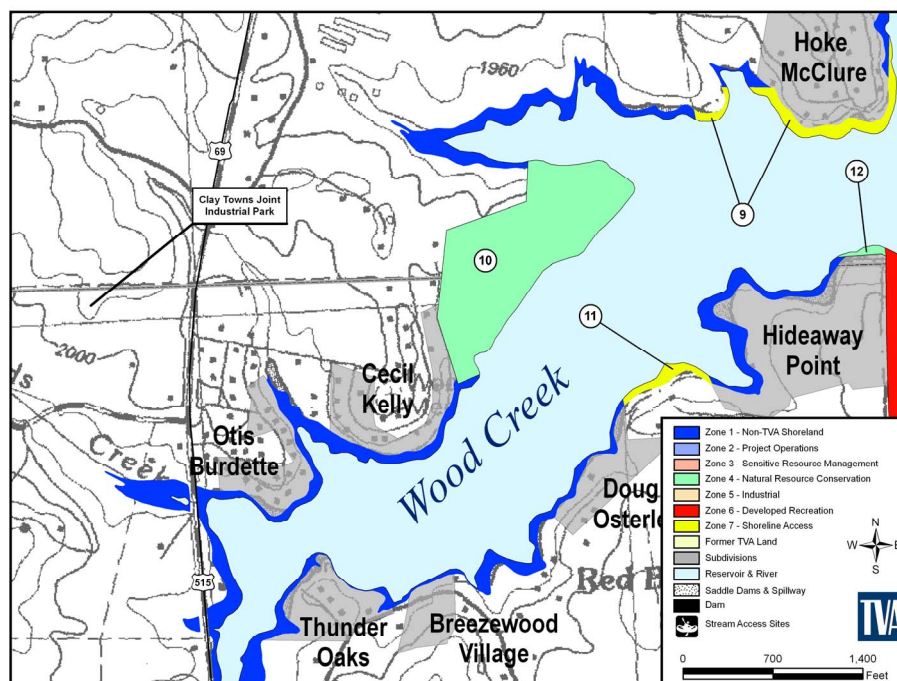 Hoke
McClure
1960
69
12
Clay Towns Joint
Industrial Park
9
10
11
Hideaway
Point
2000
Cecil
Kelly
Otis
Burdette
Wood Creek
Creek
Doug
Osterle
515
Red
Thunder
Oaks
Breezewood
Village
Zone 1 - Non-TVA Shoreland
Zone 2 - Project Operations
Zone 3 - Sensitive Resource Management
Zone 4 - Natural Resource Conservation
Zone 5 - Industrial
Zone 6 - Developed Recreation
Zone 7 - Shoreline Access
Former TVA Land
Subdivisions
Reservoir & River
Saddle Dams & Spillway
Dam
Stream Access Sites
N
W E
S
TVA
0 700 1,400
Feet